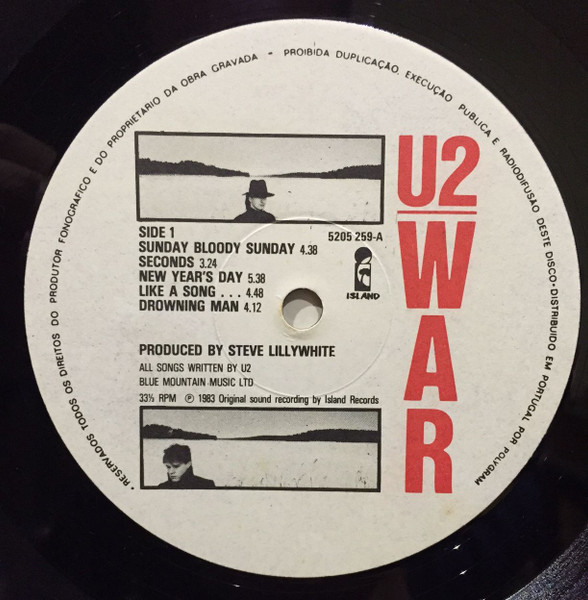 • RESERVADOS TODOS OS DIREITOS DO PRODUTOR FONOGRAFICO E DO PROPRIETARIO DA OBRA GRAVADA - PROIBIDA DUPLICAÇÃO, EXECUÇÃO PUBLICA E RADIODIFUSÃO DESTE DISCO • DISTRIBUIDO EM PORTUGAL POR POLYGRAM
U2
WAR
SIDE 1
5205 259-A
SUNDAY BLOODY SUNDAY 4.38
SECONDS 3.24
NEW YEAR'S DAY 5.38
LIKE A SONG . . . 4.48
DROWNING MAN 4.12
ISLAND
PRODUCED BY STEVE LILLYWHITE
ALL SONGS WRITTEN BY U2
BLUE MOUNTAIN MUSIC LTD.
33⅓ RPM ℗ 1983 Original sound recording by Island Records